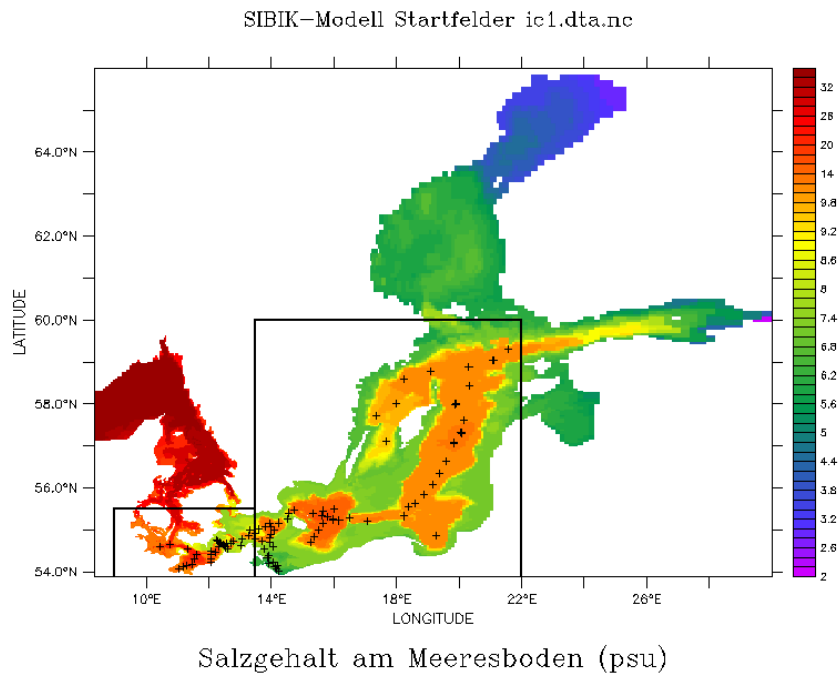 SIBIK-Modell Startfelder ic1.dta.nc
64.0°N
62.0°N
60.0°N
58.0°N
56.0°N
54.0°N
LATITUDE
10°E 14°E 18°E 22°E 26°E
LONGITUDE
32
26
20
14
9.8
9.2
8.6
8
7.4
6.8
6.2
5.6
5
4.4
3.8
3.2
2.6
2
Salzgehalt am Meeresboden (psu)